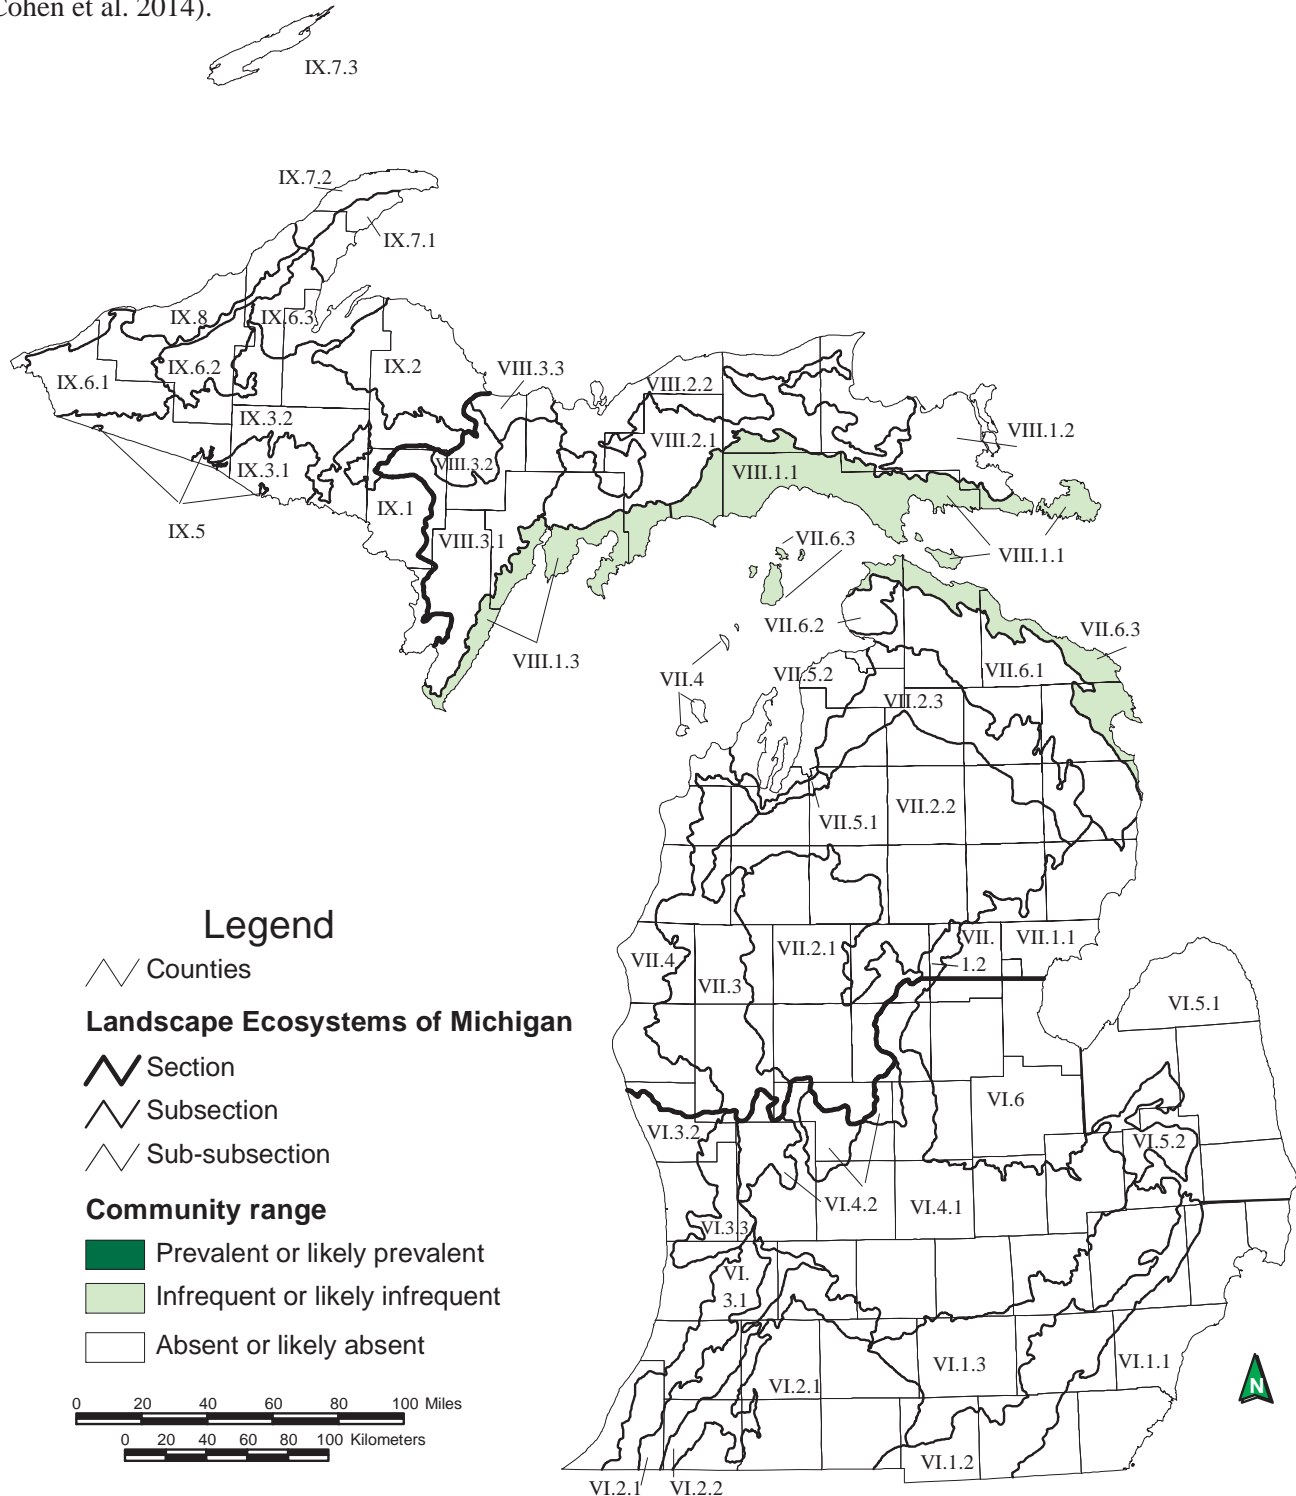 Cohen et al. 2014).
IX.7.3
IX.7.2
IX.7.1
IX.8
IX.6.3
IX.6.2
IX.6.1
IX.2
VIII.3.3
VIII.2.2
IX.3.2
VIII.2.1
VIII.1.2
IX.3.1
VIII.3.2
VIII.1.1
IX.1
IX.5
VIII.3.1
VII.6.3
VIII.1.1
VII.6.2
VII.6.3
VIII.1.3
VII.4
VII.5.2
VII.6.1
VII.2.3
VII.5.1
VII.2.2
VII.4
VII.3
VII.2.1
VII.
1.2
VII.1.1
VI.5.1
VI.6
VI.3.2
VI.5.2
VI.4.2
VI.4.1
VI.3.3
VI.
3.1
VI.2.1
VI.1.3
VI.1.1
VI.1.2
VI.2.1
VI.2.2
Legend
Counties
Landscape Ecosystems of Michigan
Section
Subsection
Sub-subsection
Community range
Prevalent or likely prevalent
Infrequent or likely infrequent
Absent or likely absent
0 20 40 60 80 100 Miles
0 20 40 60 80 100 Kilometers
N